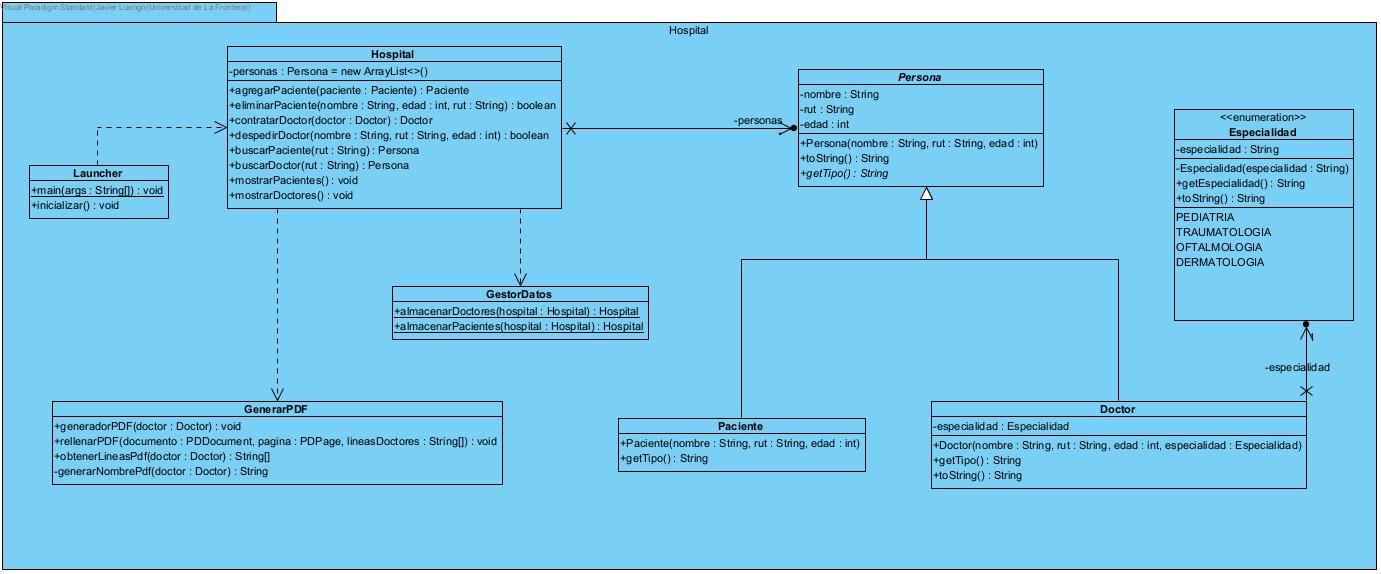 Visual Paradigm Standard(Javier Luengo(Universidad de La Frontera))
Hospital
Hospital
-personas : Persona = new ArrayList<>()
+agregarPaciente(paciente : Paciente) : Paciente
+eliminarPaciente(nombre : String, edad : int, rut : String) : boolean
+contratarDoctor(doctor : Doctor) : Doctor
+despedirDoctor(nombre : String, rut : String, edad : int) : boolean
+buscarPaciente(rut : String) : Persona
+buscarDoctor(rut : String) : Persona
+mostrarPacientes() : void
+mostrarDoctores() : void
-personas
Persona
-nombre : String
-rut : String
-edad : int
+Persona(nombre : String, rut : String, edad : int)
+toString() : String
+getTipo() : String
<<enumeration>>
Especialidad
-especialidad : String
-Especialidad(especialidad : String)
+getEspecialidad() : String
+toString() : String
PEDIATRIA
TRAUMATOLOGIA
OFTALMOLOGIA
DERMATOLOGIA
Launcher
+main(args : String[]) : void
+inicializar() : void
GestorDatos
+almacenarDoctores(hospital : Hospital) : Hospital
+almacenarPacientes(hospital : Hospital) : Hospital
1
-especialidad
GenerarPDF
+generadorPDF(doctor : Doctor) : void
+rellenarPDF(documento : PDDocument, pagina : PDPage, lineasDoctores : String[]) : void
+obtenerLineasPdf(doctor : Doctor) : String[]
-generarNombrePdf(doctor : Doctor) : String
Paciente
+Paciente(nombre : String, rut : String, edad : int)
+getTipo() : String
Doctor
-especialidad : Especialidad
+Doctor(nombre : String, rut : String, edad : int, especialidad : Especialidad)
+getTipo() : String
+toString() : String